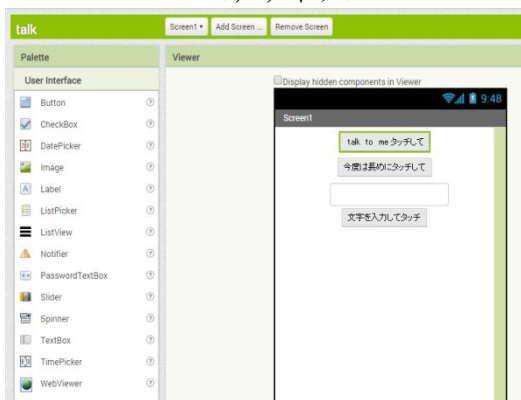 talk
Screen1 ▾ Add Screen ... Remove Screen
Palette
Viewer
User Interface
Display hidden components in Viewer
Button
CheckBox
DatePicker
Image
Label
ListPicker
ListView
Notifier
PasswordTextBox
Slider
Spinner
TextBox
TimePicker
WebViewer
9:48
Screen1
talk to me タッチして
今度は長めにタッチして
文字を入力してタッチ